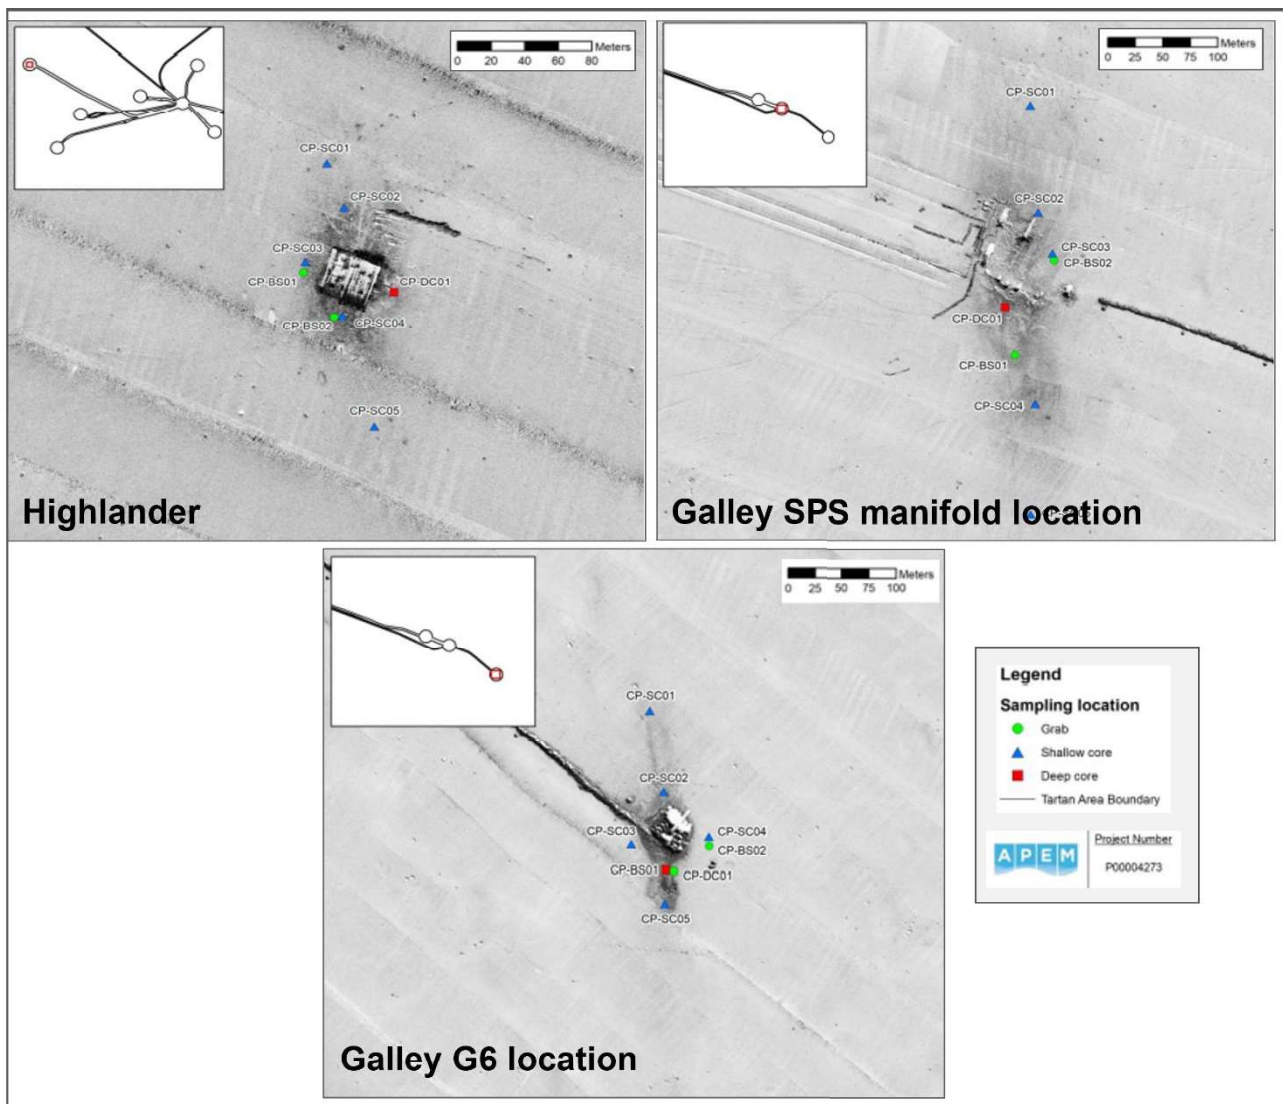 Meters
0 20 40 60 80
CP-SC01
CP-SC02
CP-SC03
CP-BS01
CP-DC01
CP-BS02
CP-SC04
CP-SC05
Highlander
Meters
0 25 50 75 100
CP-SC01
CP-SC02
CP-SC03
CP-BS02
CP-DC01
CP-BS01
CP-SC04
Galley SPS manifold location
Meters
0 25 50 75 100
CP-SC01
CP-SC02
CP-SC03
CP-SC04
CP-BS02
CP-BS01
CP-DC01
CP-SC05
Galley G6 location
Legend
Sampling location
Grab
Shallow core
Deep core
Tartan Area Boundary
APEM
Project Number
P00004273